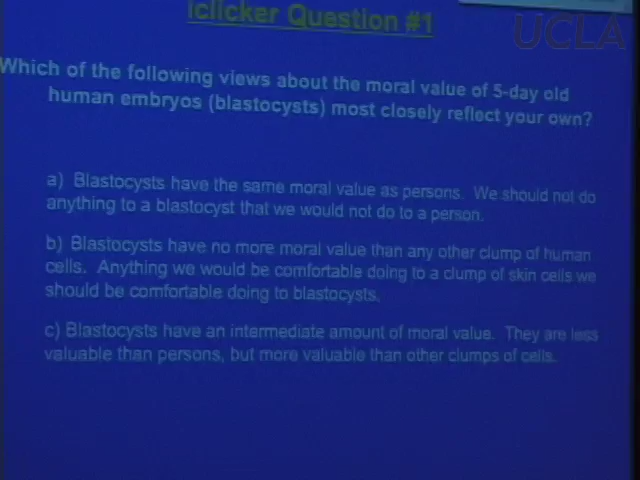 iclicker Question #1
UCLA
Which of the following views about the moral value of 5-day old
human embryos (blastocysts) most closely reflect your own?
a) Blastocysts have the same moral value as persons. We should not do
anything to a blastocyst that we would not do to a person.
b) Blastocysts have no more moral value than any other clump of human
cells. Anything we would be comfortable doing to a clump of skin cells we
should be comfortable doing to blastocysts.
c) Blastocysts have an intermediate amount of moral value. They are less
valuable than persons, but more valuable than other clumps of cells.